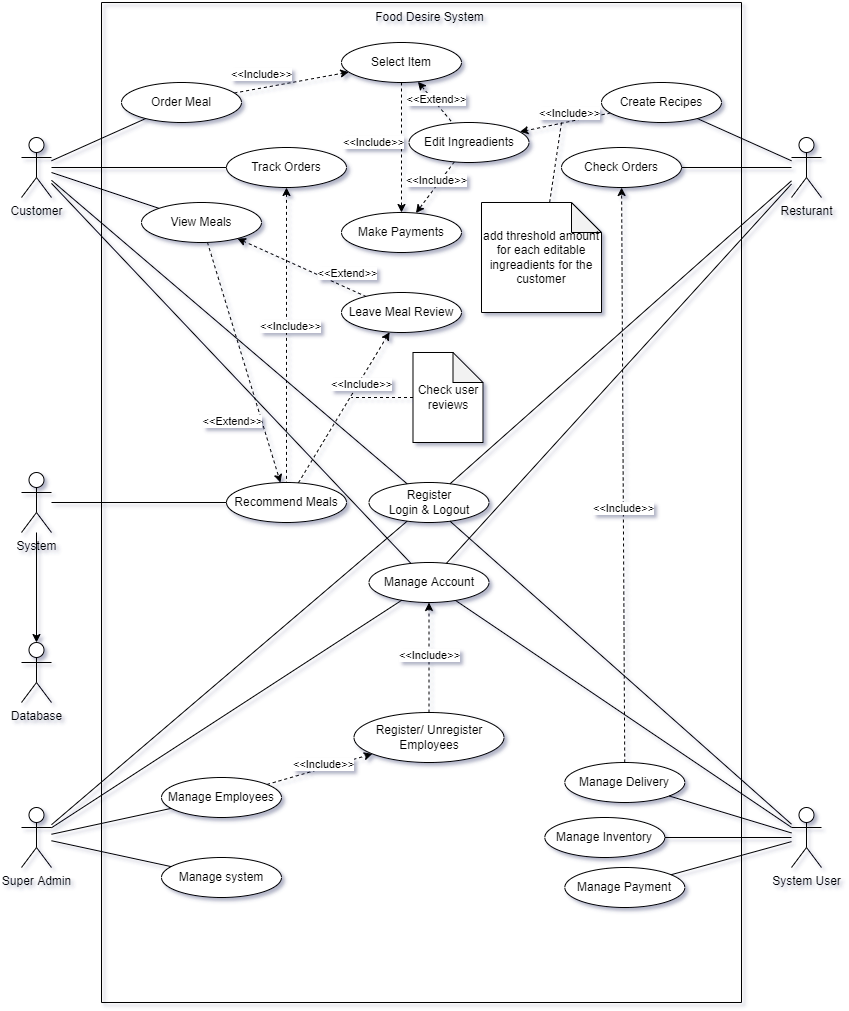 Food Desire System
Select Item
<<Include>>
Order Meal
<<Extend>>
Create Recipes
<<Include>>
<<Include>>
Edit Ingreadients
Track Orders
Check Orders
<<Include>>
Customer
Resturant
View Meals
Make Payments
add threshold amount
for each editable
ingreadients for the
customer
<<Extend>>
Leave Meal Review
<<Include>>
<<Include>>
Check user
reviews
<<Extend>>
Recommend Meals
Register
Login & Logout
<<Include>>
System
Manage Account
<<Include>>
Database
Register/ Unregister
Employees
<<Include>>
Manage Delivery
Manage Employees
Manage Inventory
Manage system
Super Admin
System User
Manage Payment